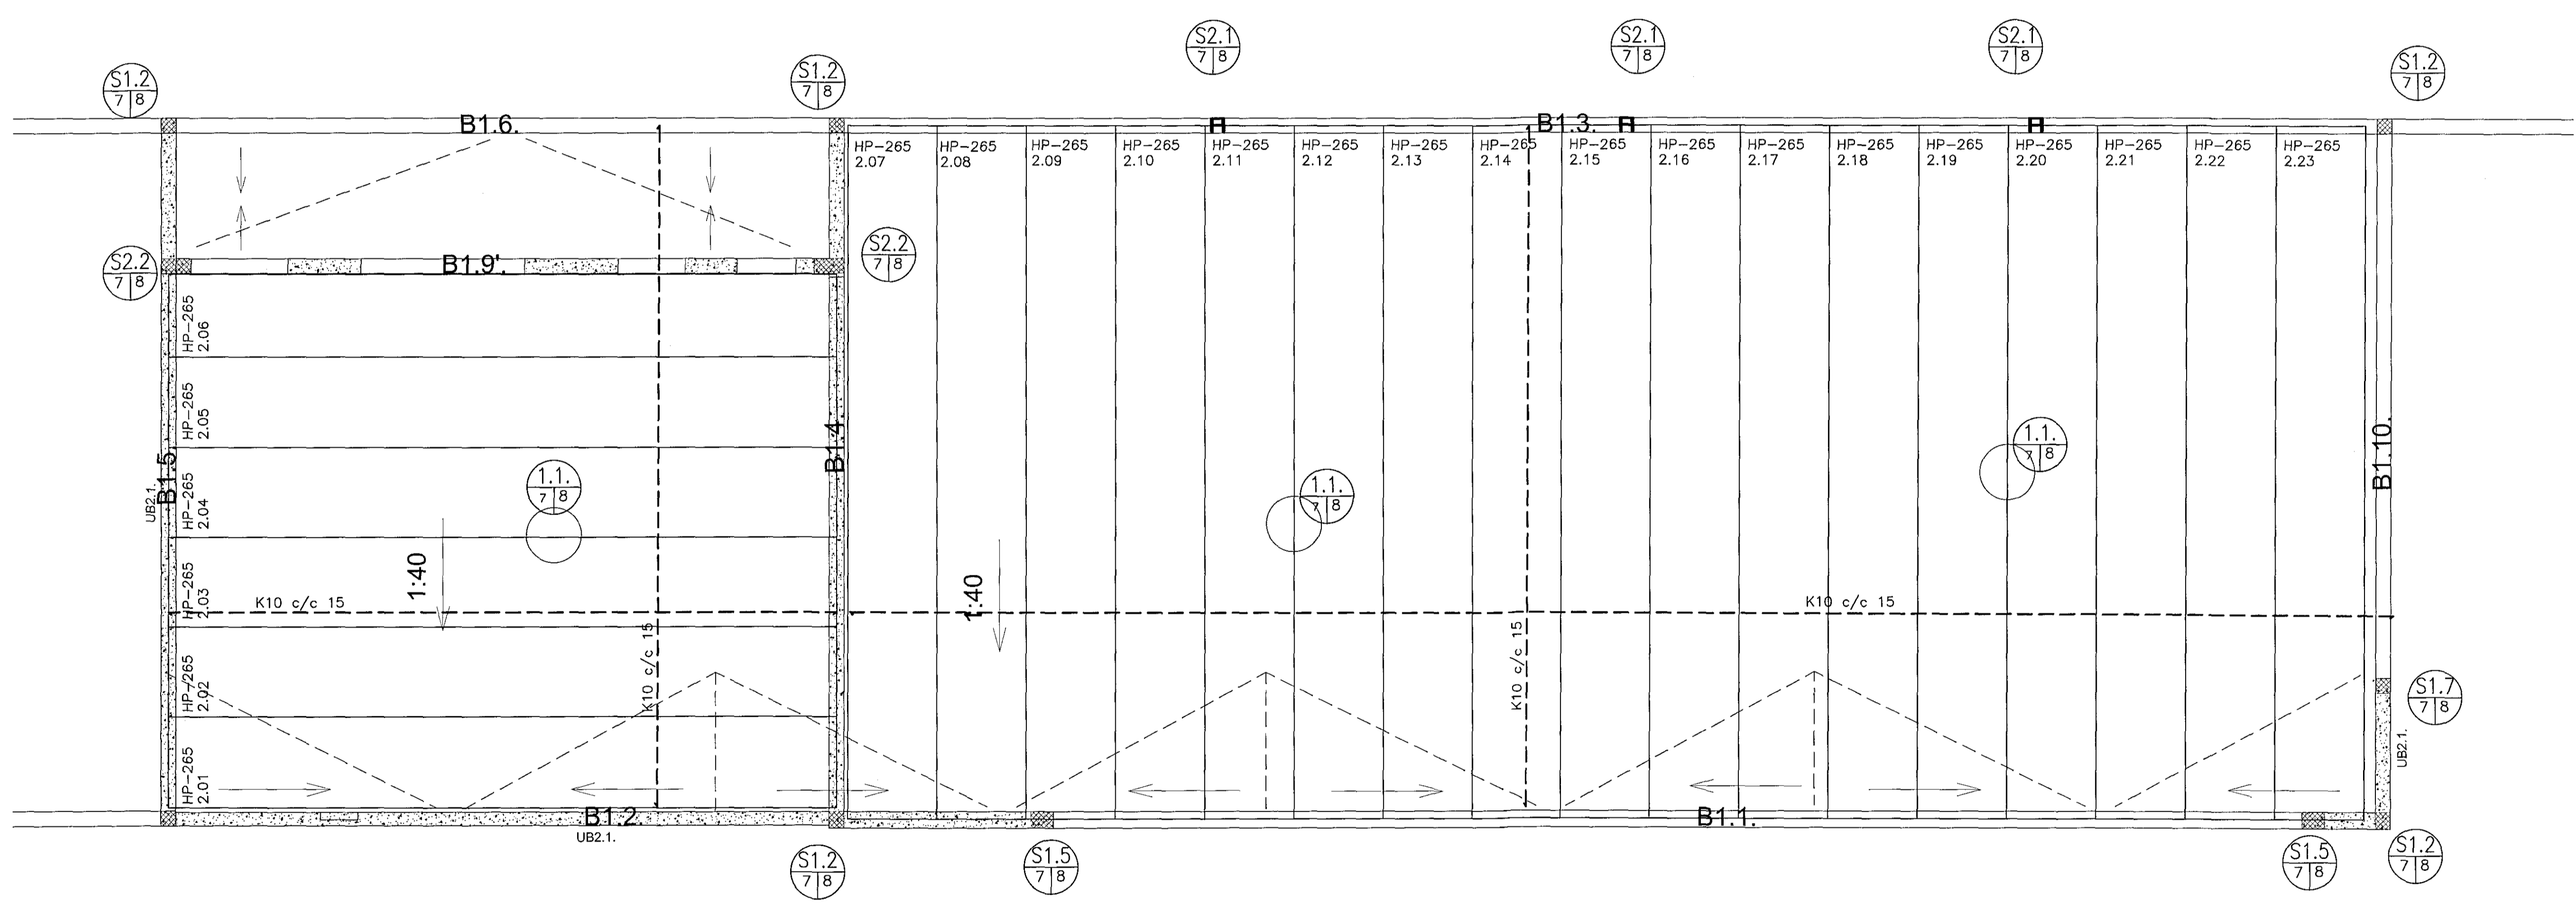 S2.1
7 8
S2.1
7 8
S2.1
7 8
S1.2
7 8
S1.2
7 8
S1.2
7 8
B1.6.
B1.3.
HP-265
2.07
HP-265
2.08
HP-265
2.09
HP-265
2.10
HP-265
2.11
HP-265
2.12
HP-265
2.13
HP-265
2.14
HP-265
2.15
HP-265
2.16
HP-265
2.17
HP-265
2.18
HP-265
2.19
HP-265
2.20
HP-265
2.21
HP-265
2.22
HP-265
2.23
S2.2
7 8
S2.2
7 8
B1.9'.
HP-265
2.06
HP-265
2.05
HP-265
2.04
HP-265
2.03
HP-265
2.02
HP-265
2.01
B1.5
UB2.1.
B1.4.
B1.10.
1.1.
7 8
1.1.
7 8
1.1.
7 8
1:40
1:40
K10 c/c 15
K10 c/c 15
K10 c/c 15
K10 c/c 15
S1.7
7 8
UB2.1.
B1.2.
UB2.1.
B1.1.
S1.2
7 8
S1.5
7 8
S1.5
7 8
S1.2
7 8